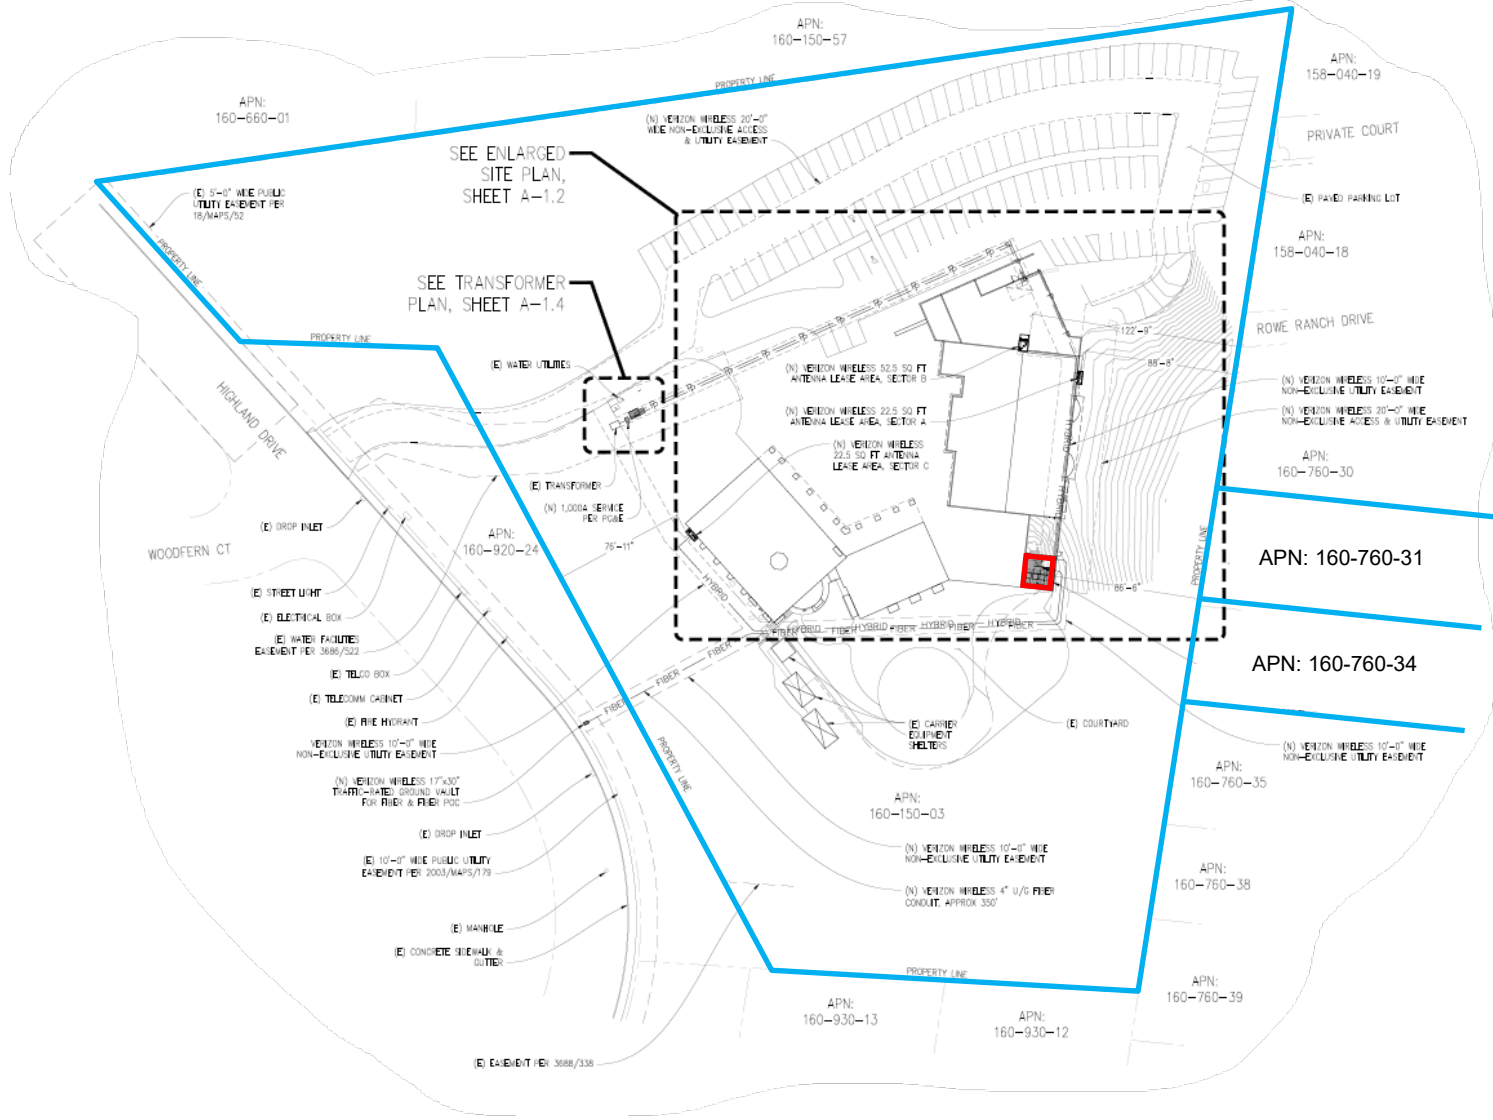 APN:
160-150-57
APN:
158-040-19
APN:
160-660-01
PROPERTY LINE
(N) VERIZON WIRELESS 20'-0"
WIDE NON-EXCLUSIVE ACCESS
& UTILITY EASEMENT
PRIVATE COURT
SEE ENLARGED
SITE PLAN,
SHEET A-1.2
(E) 5'-0" WIDE PUBLIC
UTILITY EASEMENT PER
18/MAPS/52
(E) PAVED PARKING LOT
APN:
158-040-18
PROPERTY LINE
SEE TRANSFORMER
PLAN, SHEET A-1.4
ROWE RANCH DRIVE
PROPERTY LINE
122'-9"
88'-8"
(E) WATER UTILITIES
(N) VERIZON WIRELESS 52.5 SQ FT
ANTENNA LEASE AREA, SECTOR B
(N) VERIZON WIRELESS 10'-0" WIDE
NON-EXCLUSIVE UTILITY EASEMENT
(N) VERIZON WIRELESS 22.5 SQ FT
ANTENNA LEASE AREA, SECTOR A
(N) VERIZON WIRELESS 20'-0" WIDE
NON-EXCLUSIVE ACCESS & UTILITY EASEMENT
HIGHLAND DRIVE
(N) VERIZON WIRELESS
22.5 SQ FT ANTENNA
LEASE AREA, SECTOR C
HYBRID
HYBRID
APN:
160-760-30
(E) TRANSFORMER
(N) 1,000A SERVICE
PER PG&E
(E) DROP INLET
APN:
160-920-24
76'-11"
WOODFERN CT
PROPERTY LINE
APN: 160-760-31
HYBRID
86'-6"
(E) STREET LIGHT
(E) ELECTRICAL BOX
(E) WATER FACILITIES
EASEMENT PER 3686/522
FIBER HYBRID FIBER HYBRID FIBER HYBRID FIBER HYBRID FIBER
FIBER
FIBER
FIBER
APN: 160-760-34
(E) TELCO BOX
(E) TELECOMM CABINET
(E) FIRE HYDRANT
(E) CARRIER
EQUIPMENT
SHELTERS
(E) COURTYARD
VERIZON WIRELESS 10'-0" WIDE
NON-EXCLUSIVE UTILITY EASEMENT
(N) VERIZON WIRELESS 10'-0" WIDE
NON-EXCLUSIVE UTILITY EASEMENT
PROPERTY LINE
APN:
160-760-35
(N) VERIZON WIRELESS 17"x30"
TRAFFIC-RATED GROUND VAULT
FOR FIBER & FIBER POC
APN:
160-150-03
(E) DROP INLET
(N) VERIZON WIRELESS 10'-0" WIDE
NON-EXCLUSIVE UTILITY EASEMENT
(E) 10'-0" WIDE PUBLIC UTILITY
EASEMENT PER 2003/MAPS/179
APN:
160-760-38
(N) VERIZON WIRELESS 4" U/G FIBER
CONDUIT, APPROX 350'
(E) MANHOLE
(E) CONCRETE SIDEWALK &
GUTTER
PROPERTY LINE
APN:
160-760-39
APN:
160-930-13
APN:
160-930-12
(E) EASEMENT PER 3688/338